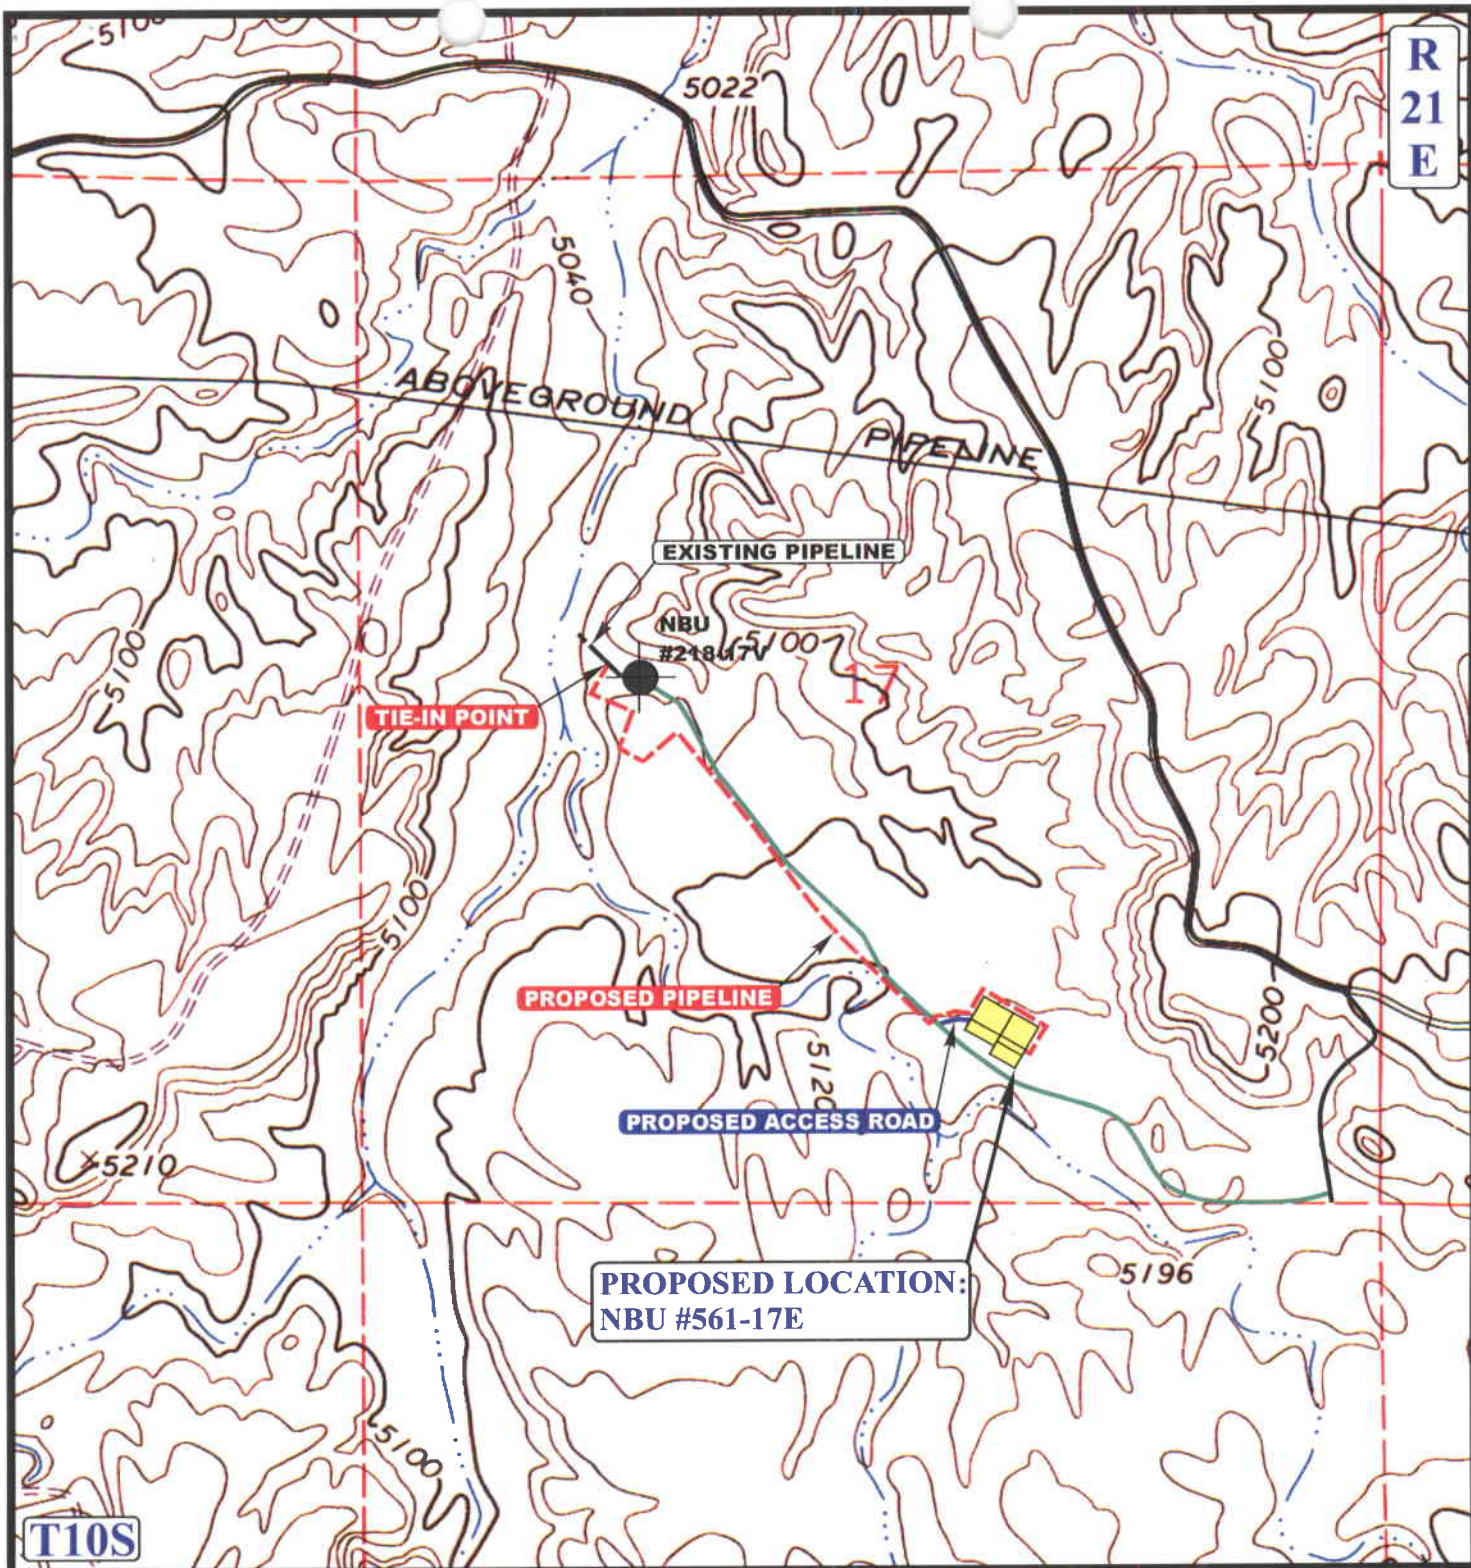 5100
5022
R
21
E
5040
ABOVEGROUND
PIPELINE
5100
EXISTING PIPELINE
NBU
#218-17V
5100
17
5100
TIE-IN POINT
5100
PROPOSED PIPELINE
5200
5120
PROPOSED ACCESS ROAD
5210
5196
PROPOSED LOCATION:
NBU #561-17E
5100
T10S